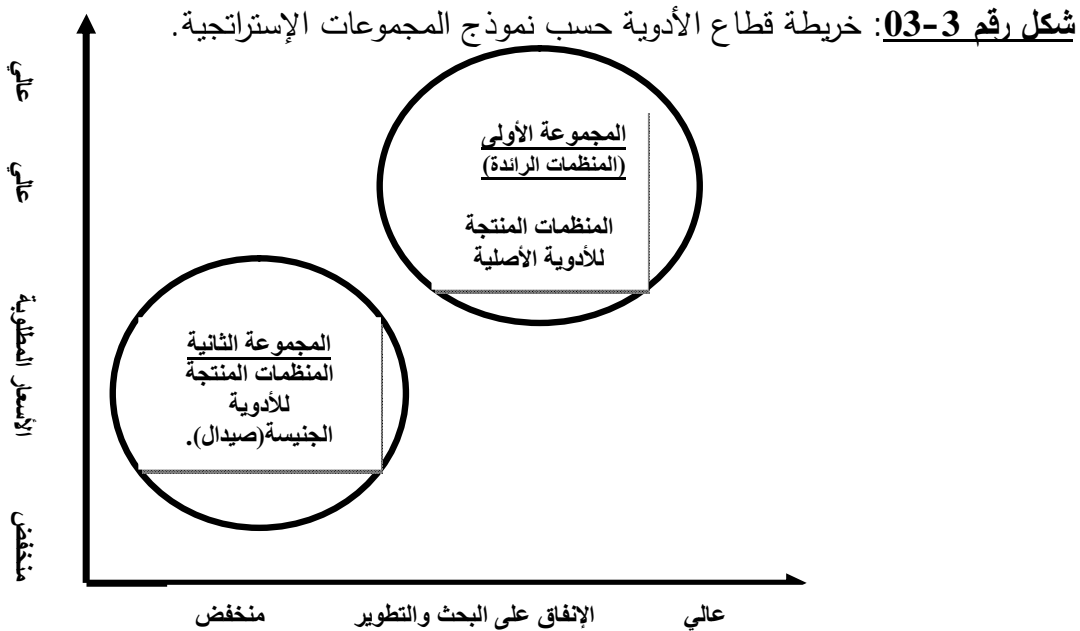 شكل رقم 3-03: خريطة قطاع الأدوية حسب نموذج المجموعات الإستراتجية.
عالي
عالي
الأسعار المطلوبة
منخفض
المجموعة الأولى
(المنظمات الرائدة)
المنظمات المنتجة
للأدوية الأصلية
المجموعة الثانية
المنظمات المنتجة
للأدوية
الجنيسة(صيدال).
عالي
الإنفاق على البحث والتطوير
منخفض